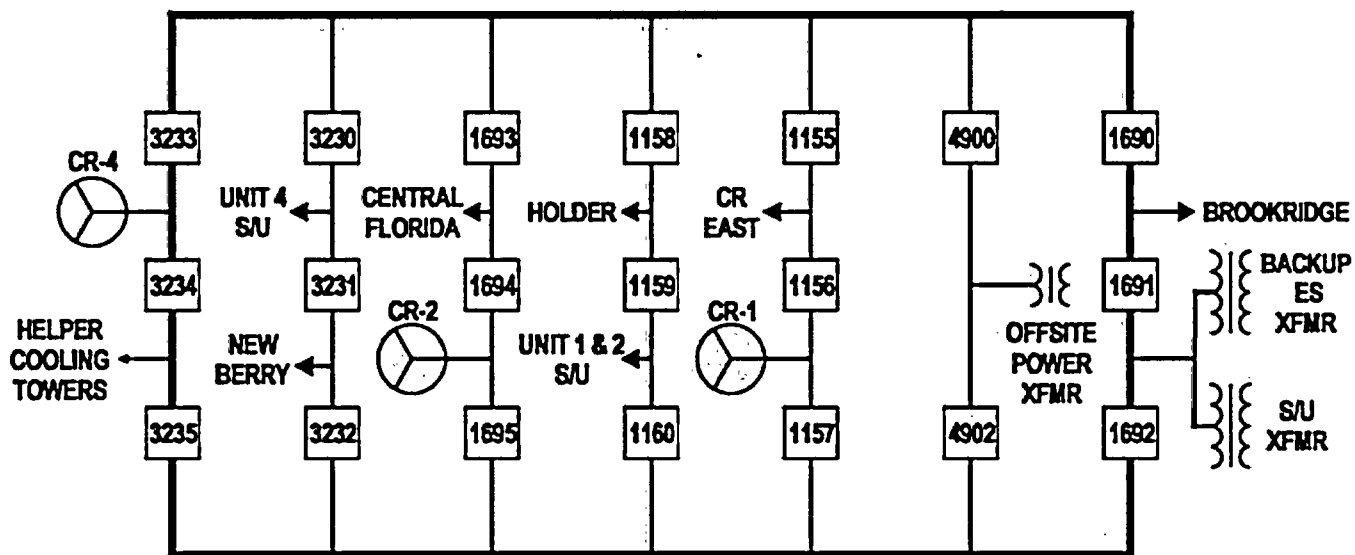 3233
3230
1693
1158
1155
4900
1690
CR-4
UNIT 4
S/U
CENTRAL
FLORIDA
HOLDER
CR
EAST
BROOKRIDGE
3234
3231
1694
1159
1156
1691
BACKUP
ES
XFMR
HELPER
COOLING
TOWERS
NEW
BERRY
CR-2
UNIT 1 & 2
S/U
CR-1
OFFSITE
POWER
XFMR
3235
3232
1695
1160
1157
4902
1692
S/U
XFMR